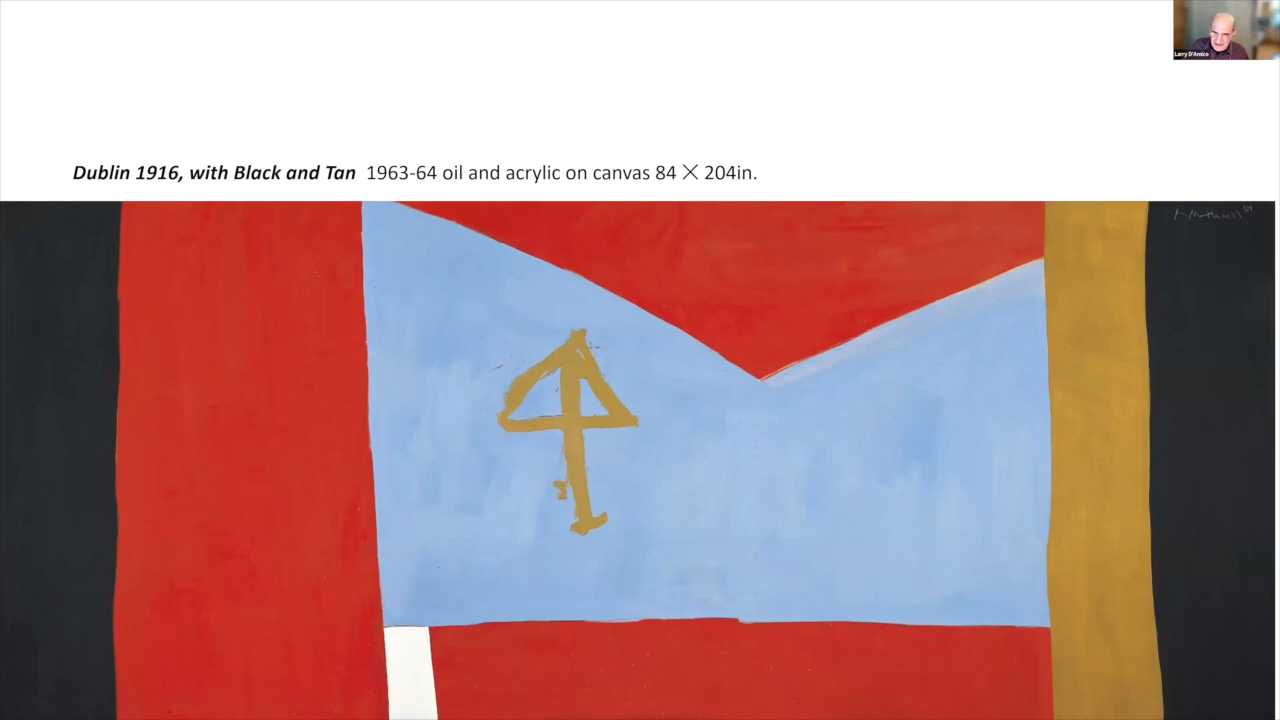 Larry D'Amico
Dublin 1916, with Black and Tan 1963-64 oil and acrylic on canvas 84 × 204in.